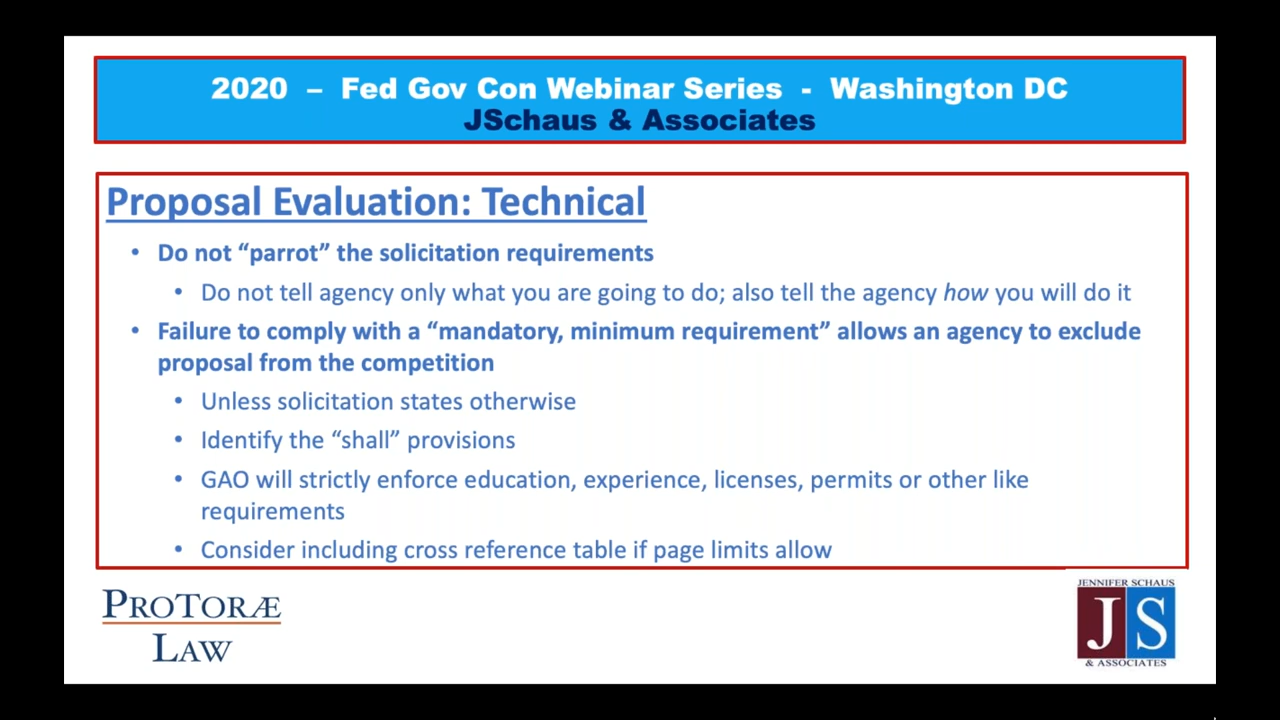 2020 – Fed Gov Con Webinar Series - Washington DC
JSchaus & Associates
Proposal Evaluation: Technical
• Do not “parrot” the solicitation requirements
• Do not tell agency only what you are going to do; also tell the agency how you will do it
• Failure to comply with a “mandatory, minimum requirement” allows an agency to exclude
proposal from the competition
• Unless solicitation states otherwise
• Identify the “shall” provisions
• GAO will strictly enforce education, experience, licenses, permits or other like
requirements
• Consider including cross reference table if page limits allow
PROTORÆ
LAW
JENNIFER SCHAUS
JS
& ASSOCIATES